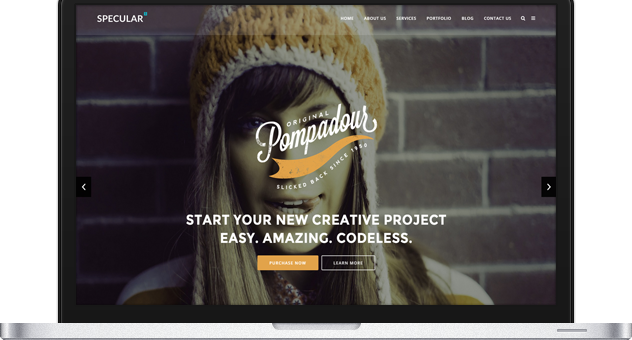 SPECULAR
HOME ABOUT US SERVICES PORTFOLIO BLOG CONTACT US
ORIGINAL
Pompadour
SLICKED BACK SINCE 1950
START YOUR NEW CREATIVE PROJECT
EASY. AMAZING. CODELESS.
PURCHASE NOW LEARN MORE